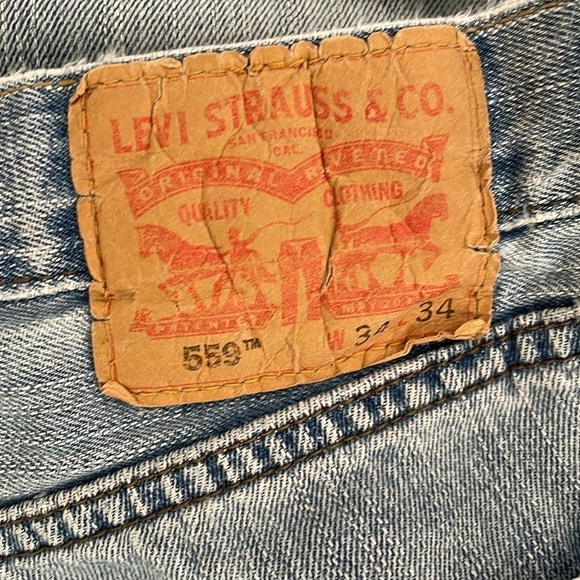 LEVI STRAUSS & CO.
SAN FRANCISCO
CAL.
ORIGINAL RIVETED
QUALITY CLOTHING
559™ W 34 L 34